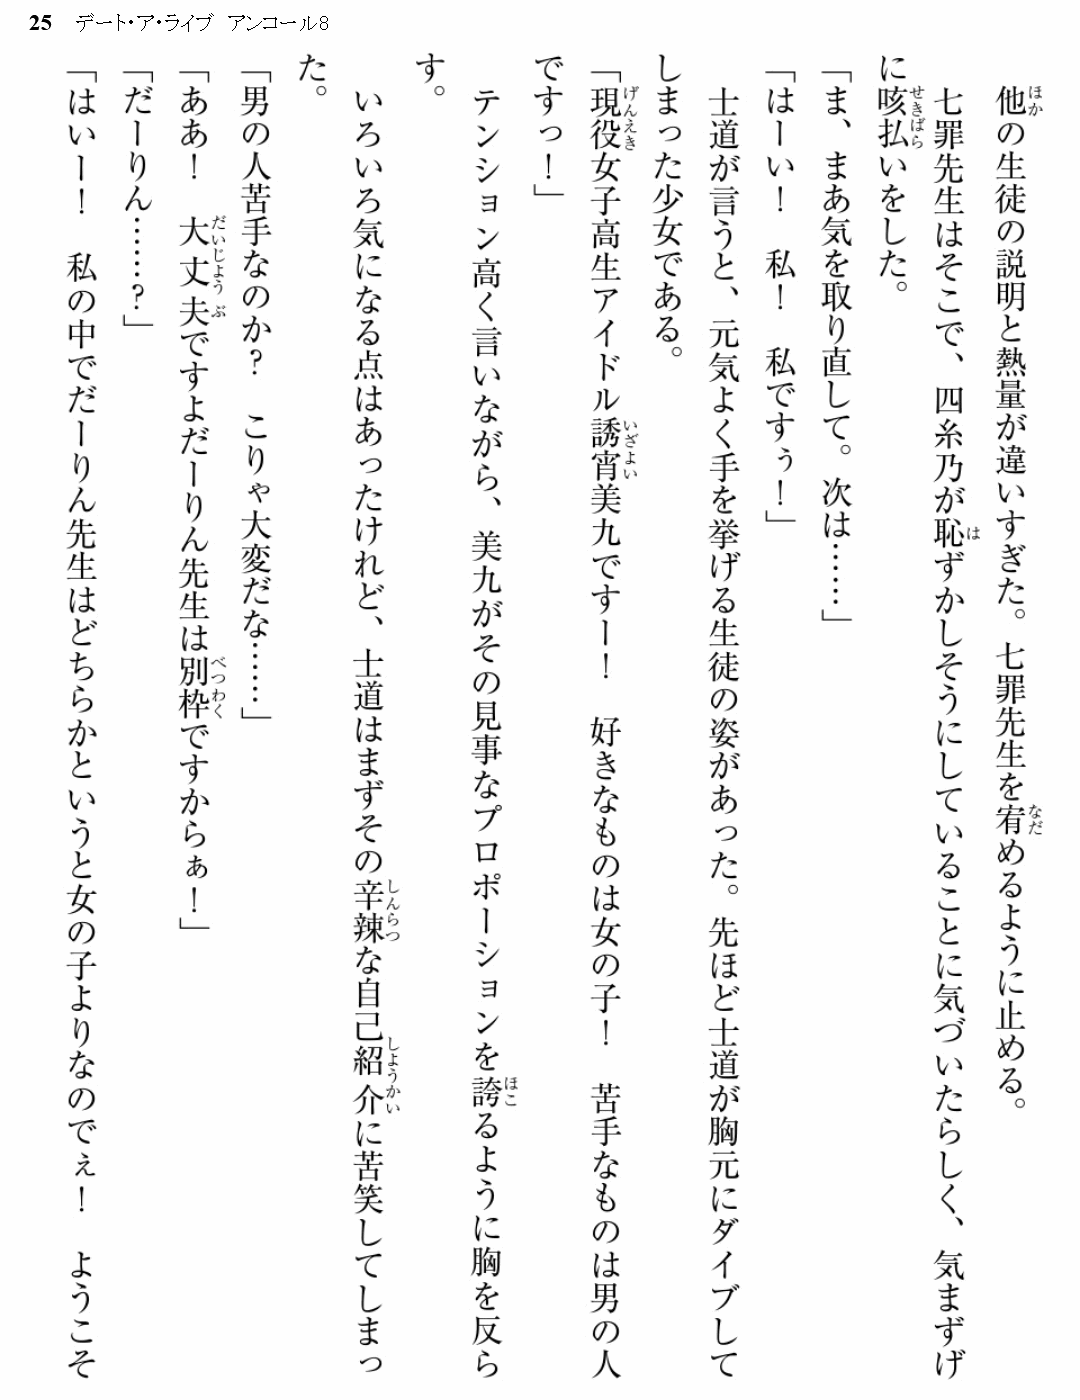 25 デート・ア・ライブ アンコール8
他の生徒の説明と熱量が違いすぎた。七罪先生を宥めるように止める。
七罪先生はそこで、四糸乃が恥ずかしそうにしていることに気づいたらしく、気まずげ
に咳払いをした。
「ま、まあ気を取り直して。次は……」
「はーい！　私！　私ですぅ！」
士道が言うと、元気よく手を挙げる生徒の姿があった。先ほど士道が胸元にダイブして
しまった少女である。
「現役女子高生アイドル誘宵美九ですー！　好きなものは女の子！　苦手なものは男の人
ですっ！」
テンション高く言いながら、美九がその見事なプロポーションを誇るように胸を反ら
す。
いろいろ気になる点はあったけれど、士道はまずその辛辣な自己紹介に苦笑してしまっ
た。
「男の人苦手なのか？　こりゃ大変だな……」
「ああ！　大丈夫ですよだーりん先生は別枠ですからぁ！」
「だーりん……？」
「はいー！　私の中でだーりん先生はどちらかというと女の子よりなのでぇ！　ようこそ